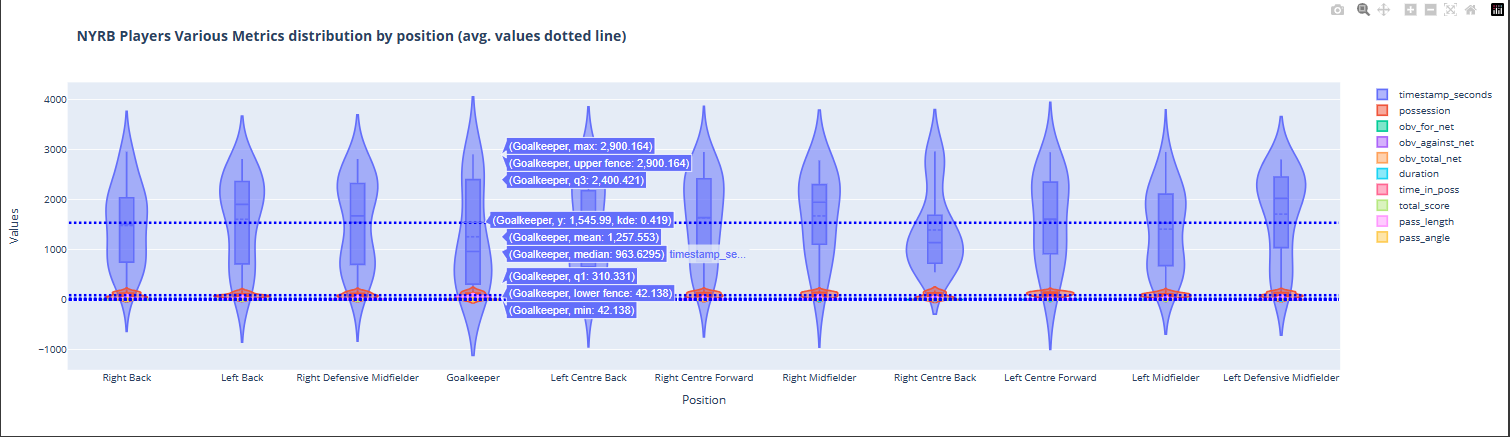 NYRB Players Various Metrics distribution by position (avg. values dotted line)
Values
4000
3000
2000
1000
0
−1000
(Goalkeeper, max: 2,900.164)
(Goalkeeper, upper fence: 2,900.164)
(Goalkeeper, q3: 2,400.421)
(Goalkeeper, y: 1,545.99, kde: 0.419)
(Goalkeeper, mean: 1,257.553)
(Goalkeeper, median: 963.6295) timestamp_se...
(Goalkeeper, q1: 310.331)
(Goalkeeper, lower fence: 42.138)
(Goalkeeper, min: 42.138)
Right Back Left Back Right Defensive Midfielder Goalkeeper Left Centre Back Right Centre Forward Right Midfielder Right Centre Back Left Centre Forward Left Midfielder Left Defensive Midfielder
Position
timestamp_seconds
possession
obv_for_net
obv_against_net
obv_total_net
duration
time_in_poss
total_score
pass_length
pass_angle